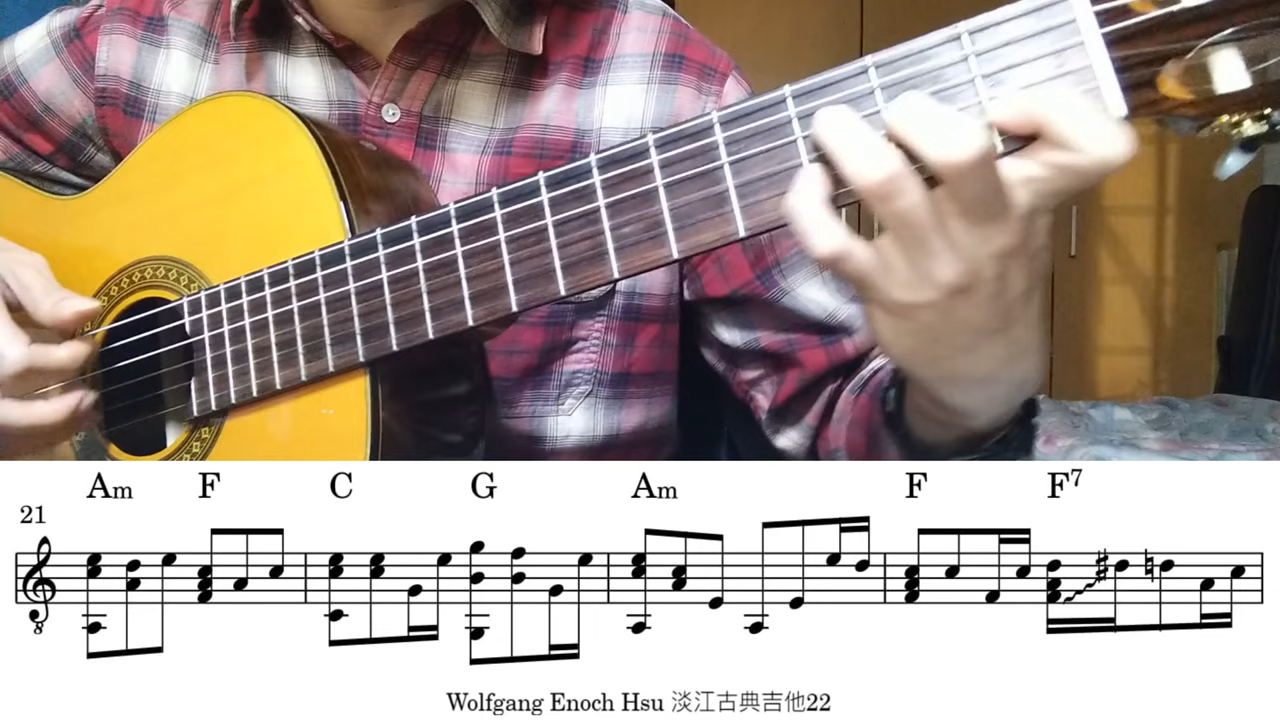 Am F C G Am F F7
21
8
Wolfgang Enoch Hsu 淡江古典吉他22